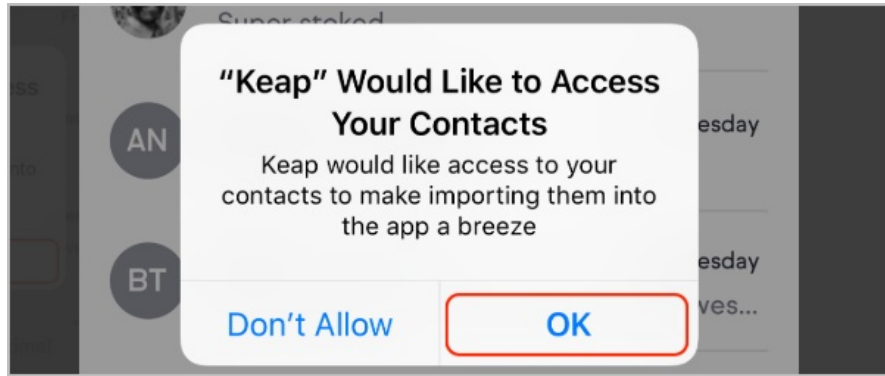 Super stoked
"Keap" Would Like to Access
Your Contacts
AN
esday
Keap would like access to your
contacts to make importing them into
the app a breeze
nto
BT
esday
ves...
Don't Allow
OK